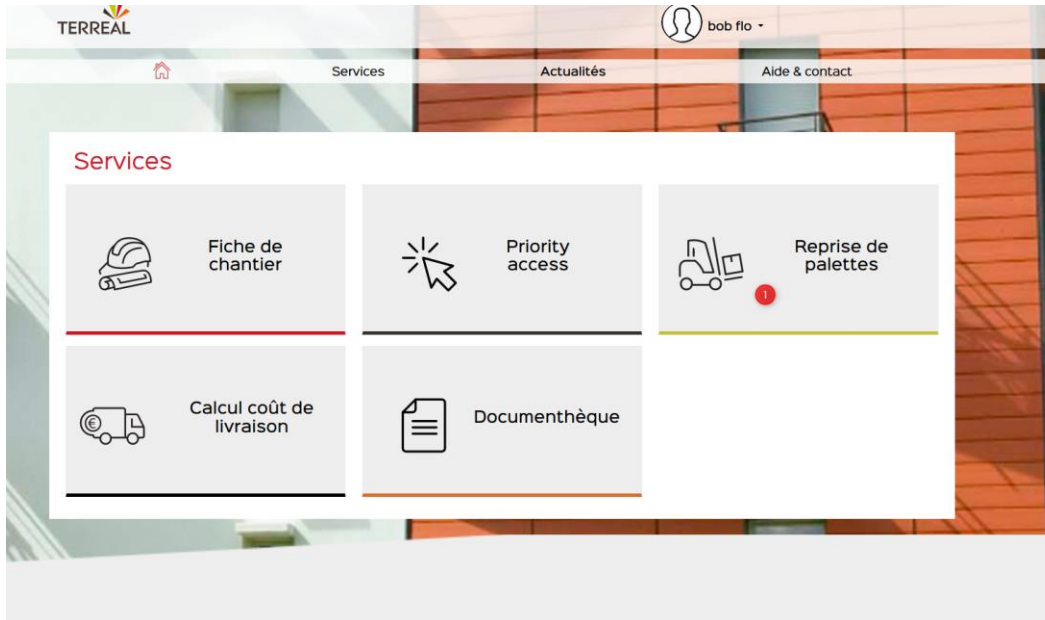 TERREAL
bob flo
Services
Actualités
Aide & contact
Services
Fiche de
chantier
Priority
access
Reprise de
palettes
1
Calcul coût de
livraison
€
Documenthèque